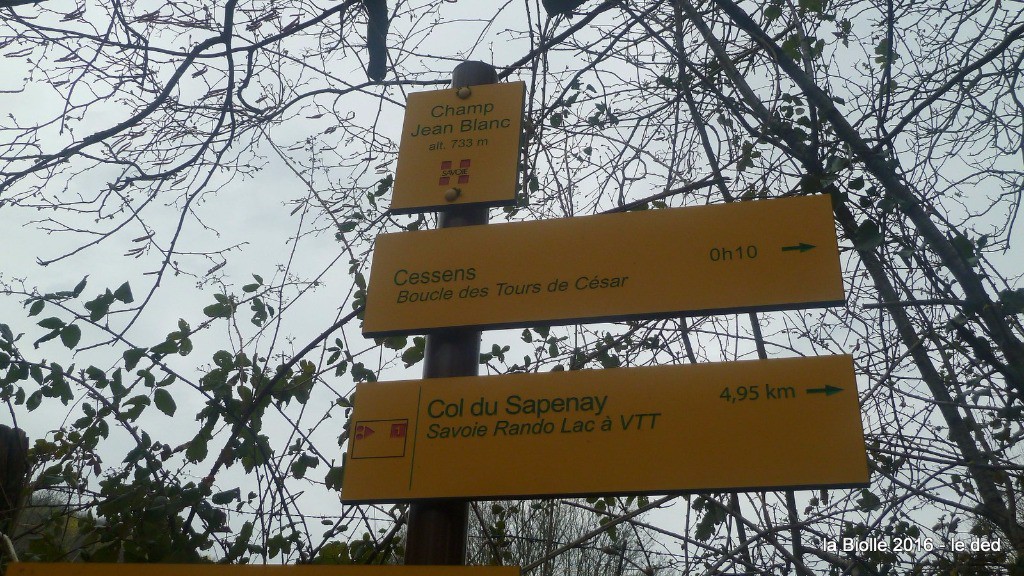 Champ
Jean Blanc
alt. 733 m
SAVOIE
Cessens 0h10
Boucle des Tours de César
Col du Sapenay 4,95 km
Savoie Rando Lac à VTT
la Biolle 2016 - le ded